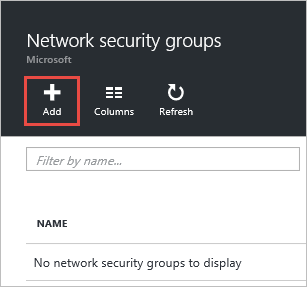 Network security groups
Microsoft
Add Columns Refresh
Filter by name...
NAME
No network security groups to display